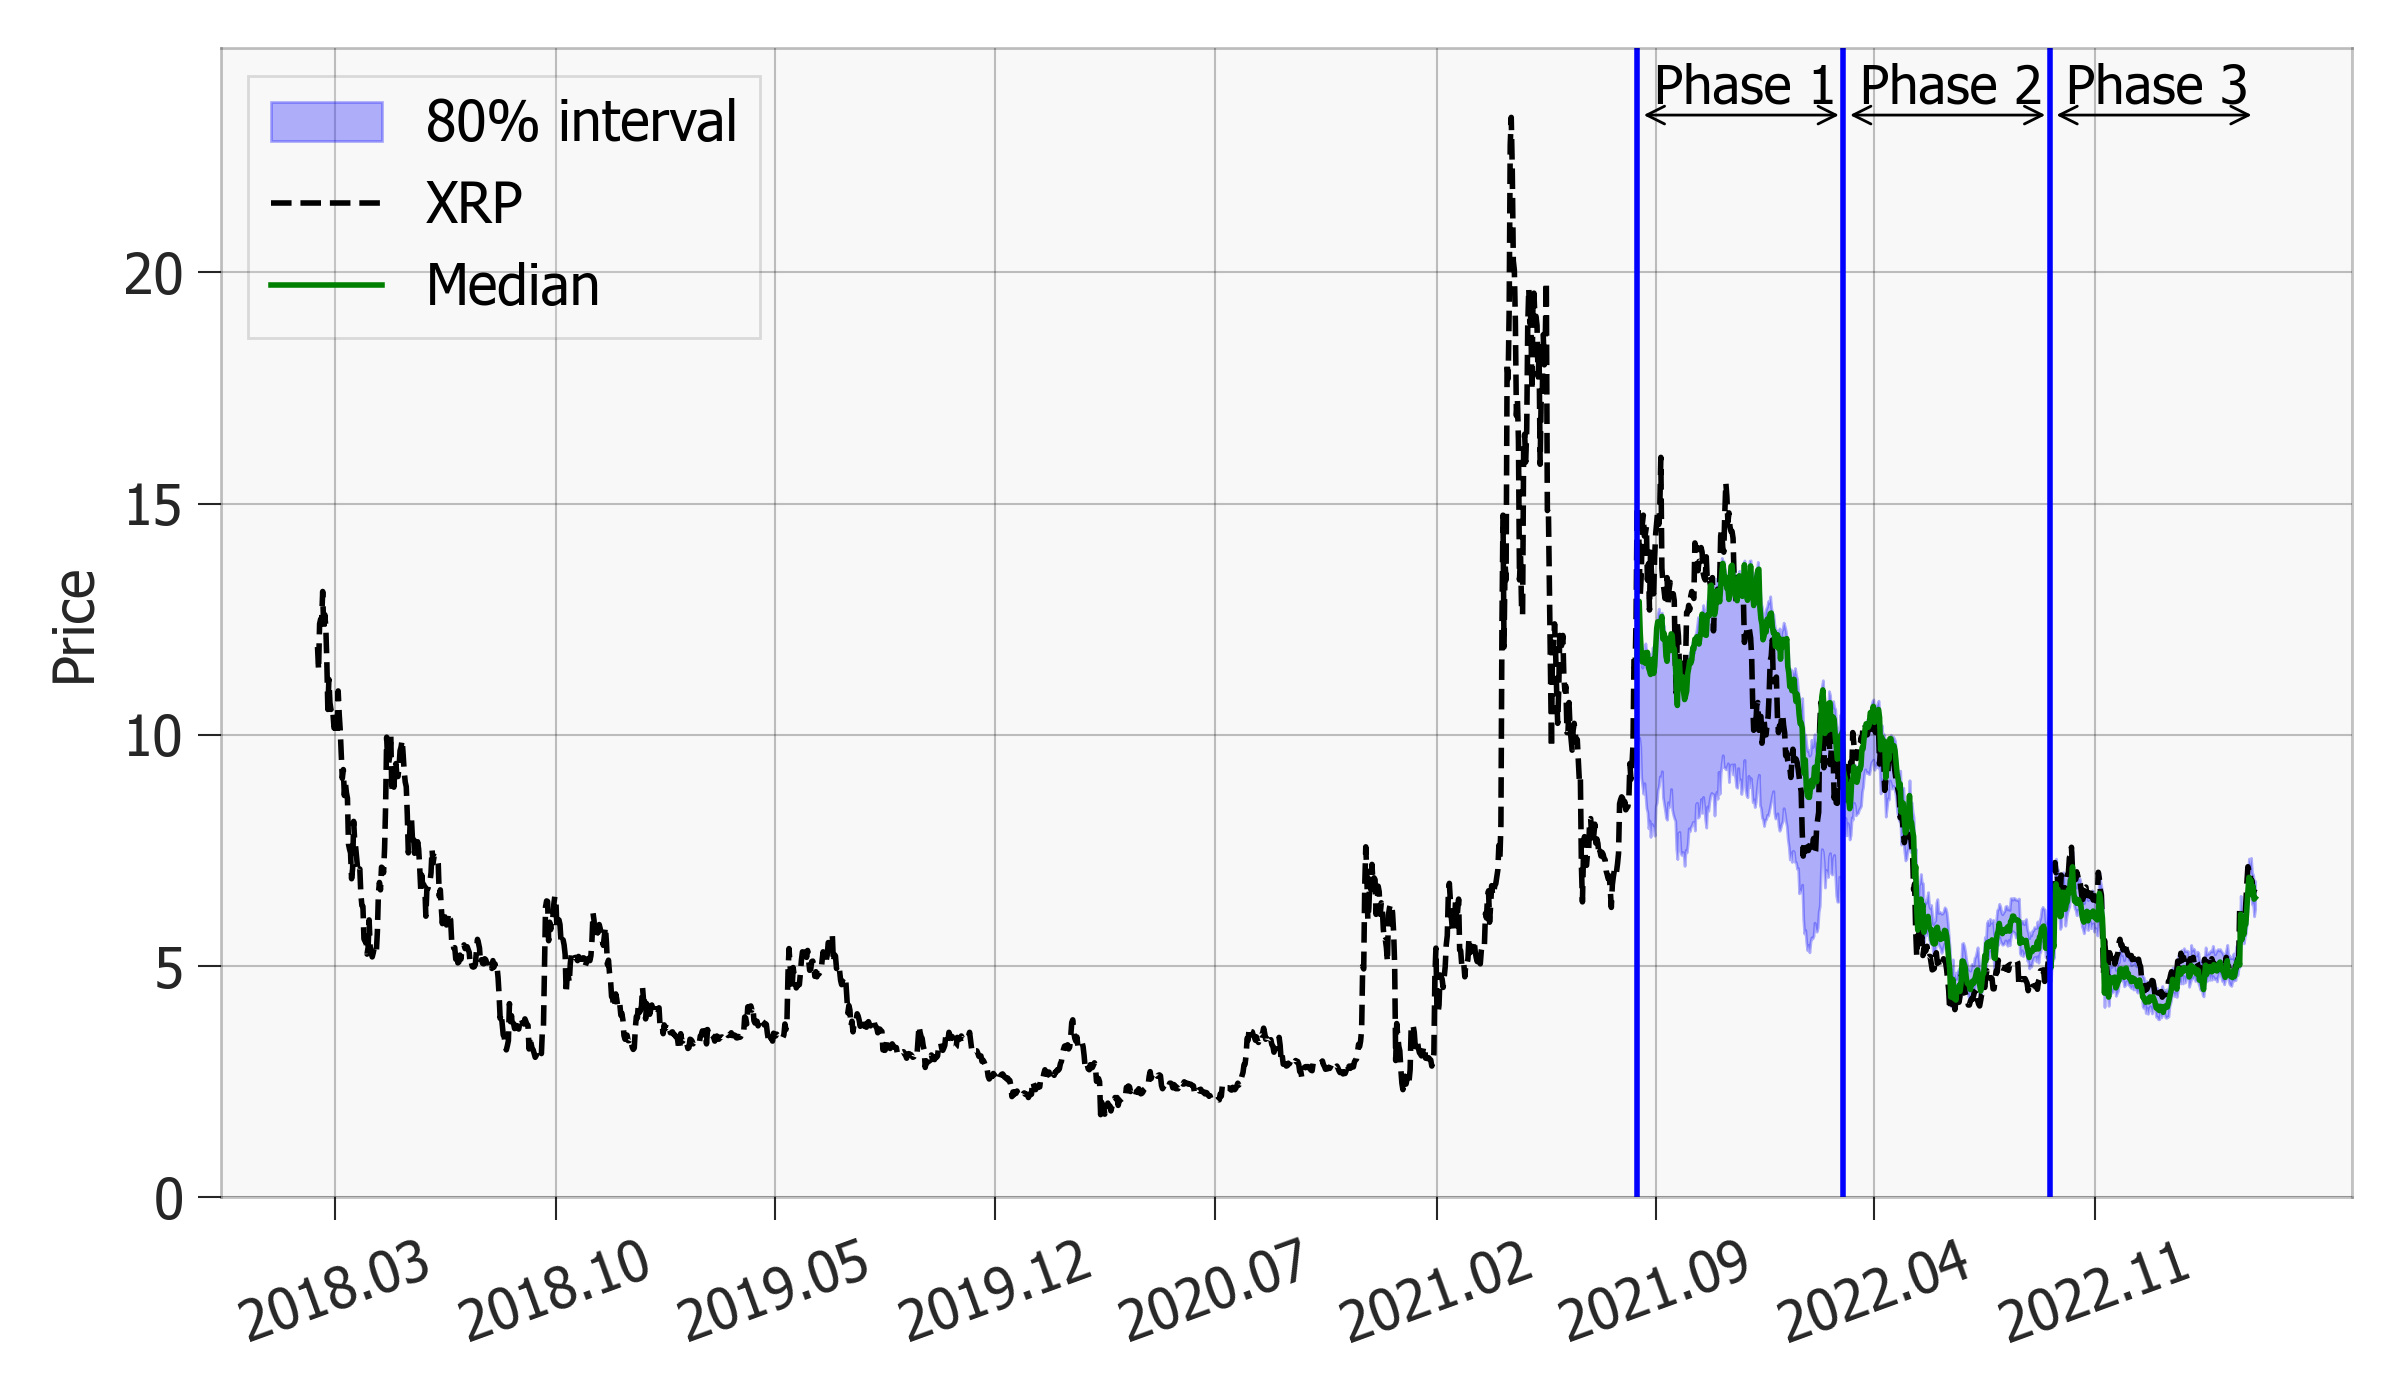 Phase 1
Phase 2
Phase 3
80% interval
XRP
Median
Price
20
15
10
5
0
2018.03
2018.10
2019.05
2019.12
2020.07
2021.02
2021.09
2022.04
2022.11